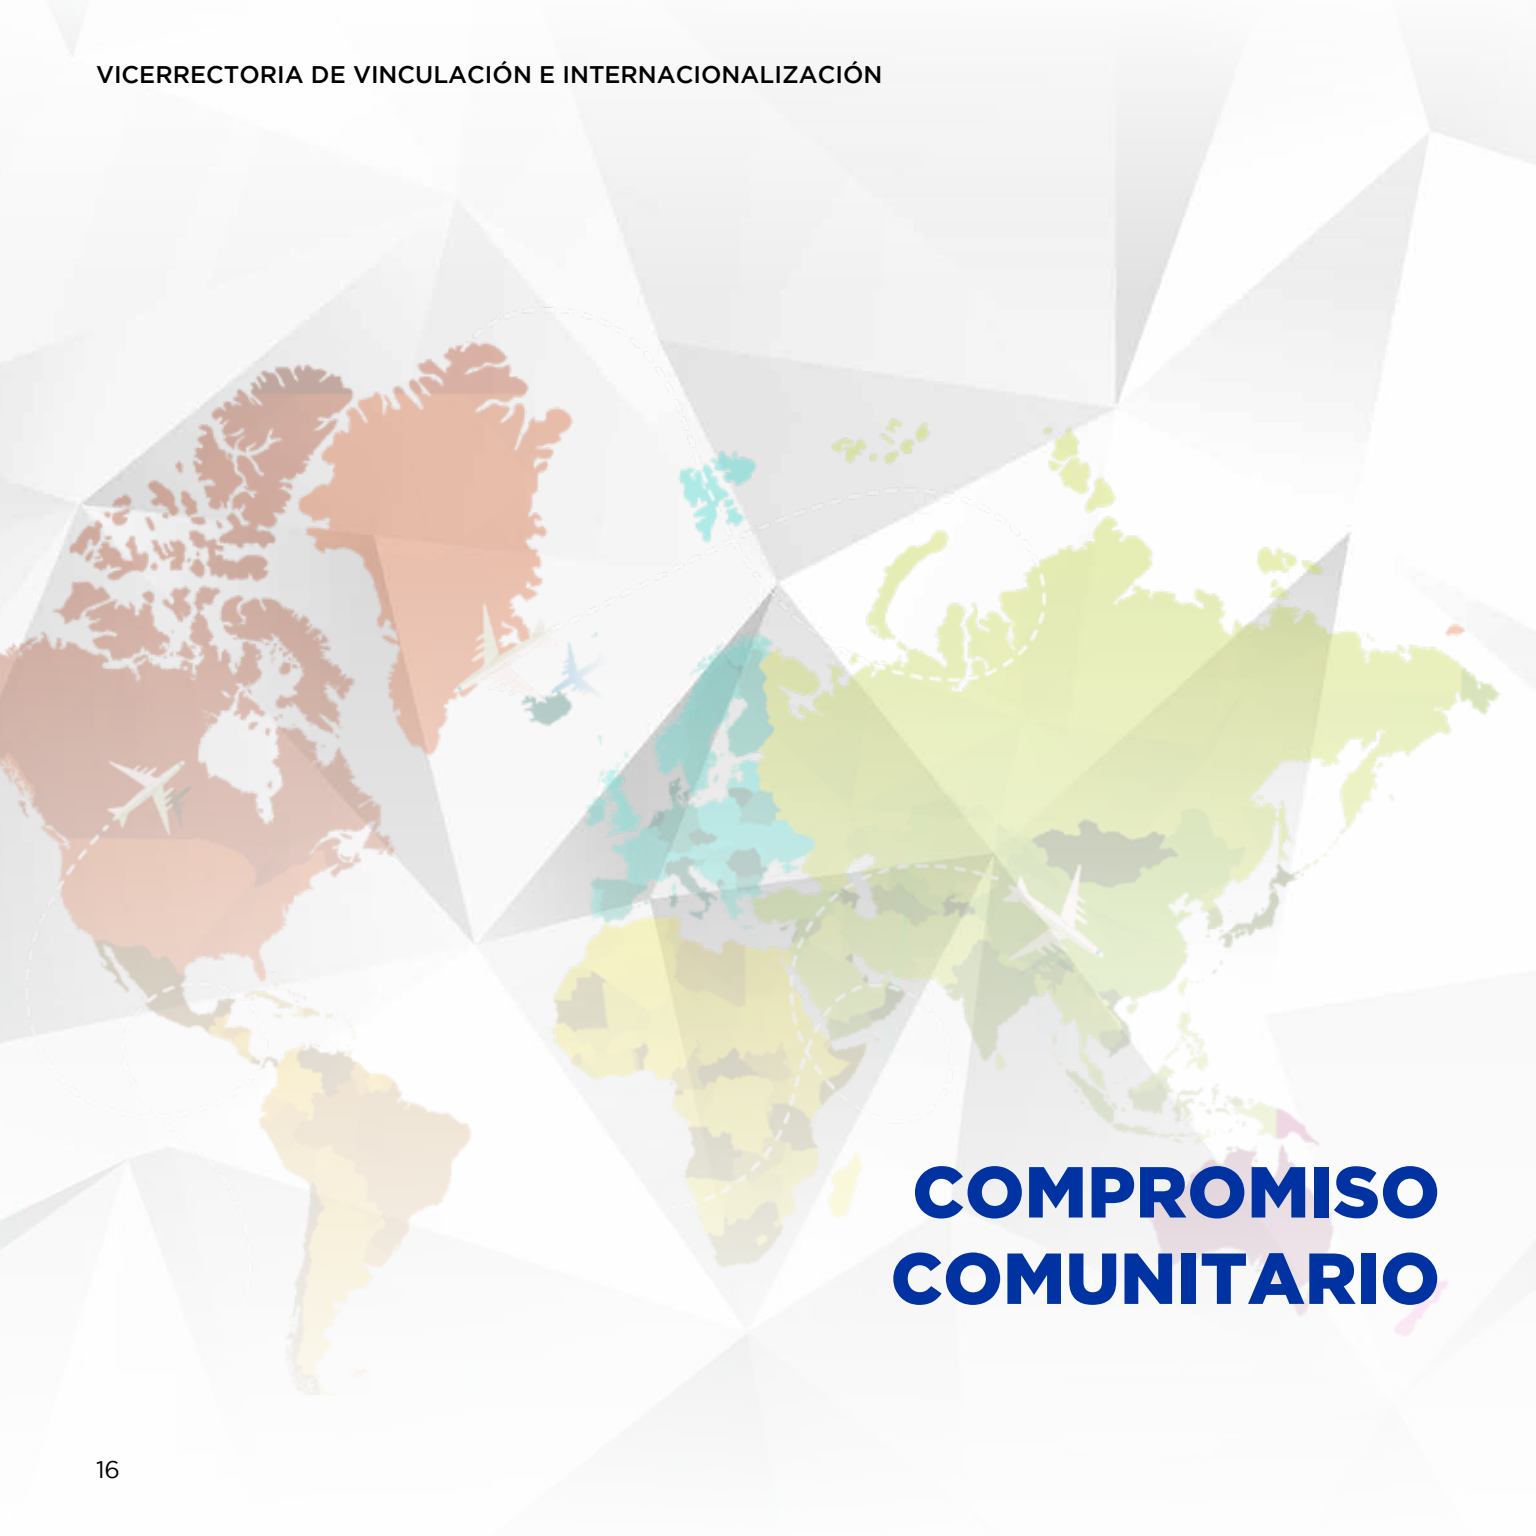 VICERRECTORIA DE VINCULACIÓN E INTERNACIONALIZACIÓN
COMPROMISO
COMUNITARIO
16